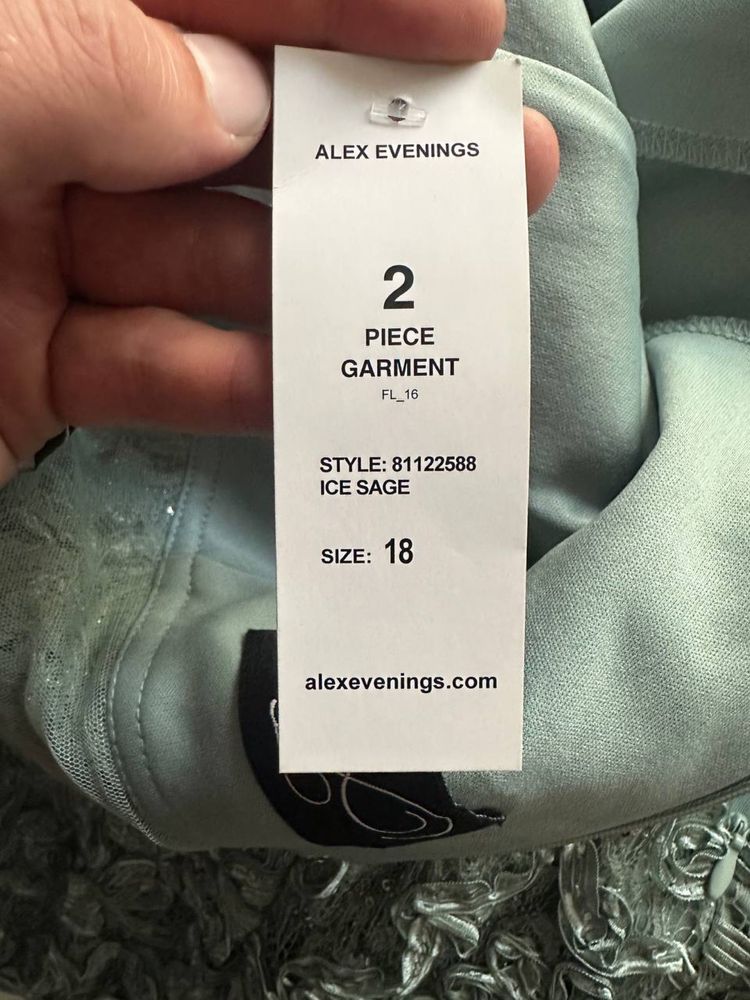 ALEX EVENINGS
2
PIECE
GARMENT
FL_16
STYLE: 81122588
ICE SAGE
SIZE: 18
alexevenings.com